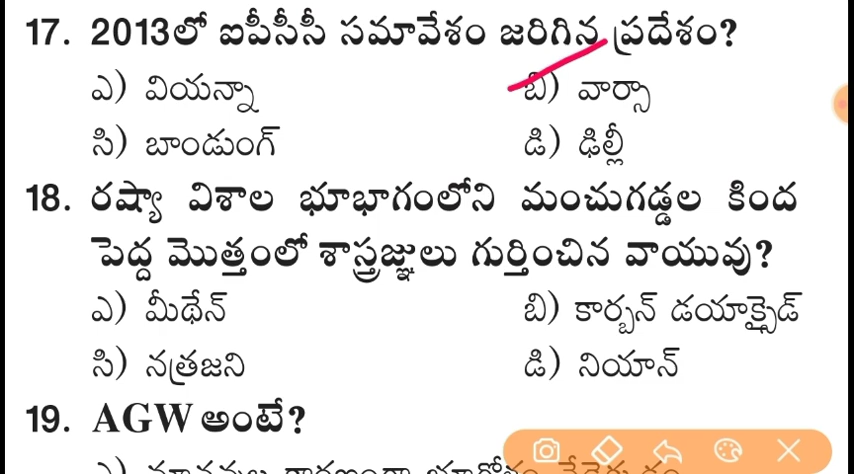 17. 2013లో ఐపీసీసీ సమావేశం జరిగిన ప్రదేశం?
ఎ) వియన్నా బి) వార్సా
సి) బాండుంగ్ డి) ఢిల్లీ
18. రష్యా విశాల భూభాగంలోని మంచుగడ్డల కింద
పెద్ద మొత్తంలో శాస్త్రజ్ఞులు గుర్తించిన వాయువు?
ఎ) మీథేన్ బి) కార్బన్ డయాక్సైడ్
సి) నత్రజని డి) నియాన్
19. AGW అంటే?